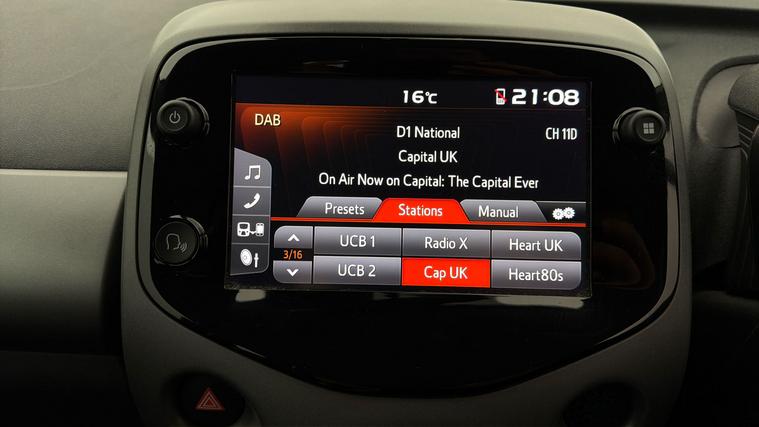 16°C 21:08
DAB
D1 National CH 11D
Capital UK
On Air Now on Capital: The Capital Ever
Presets Stations Manual
UCB 1 Radio X Heart UK
3/16
UCB 2 Cap UK Heart80s